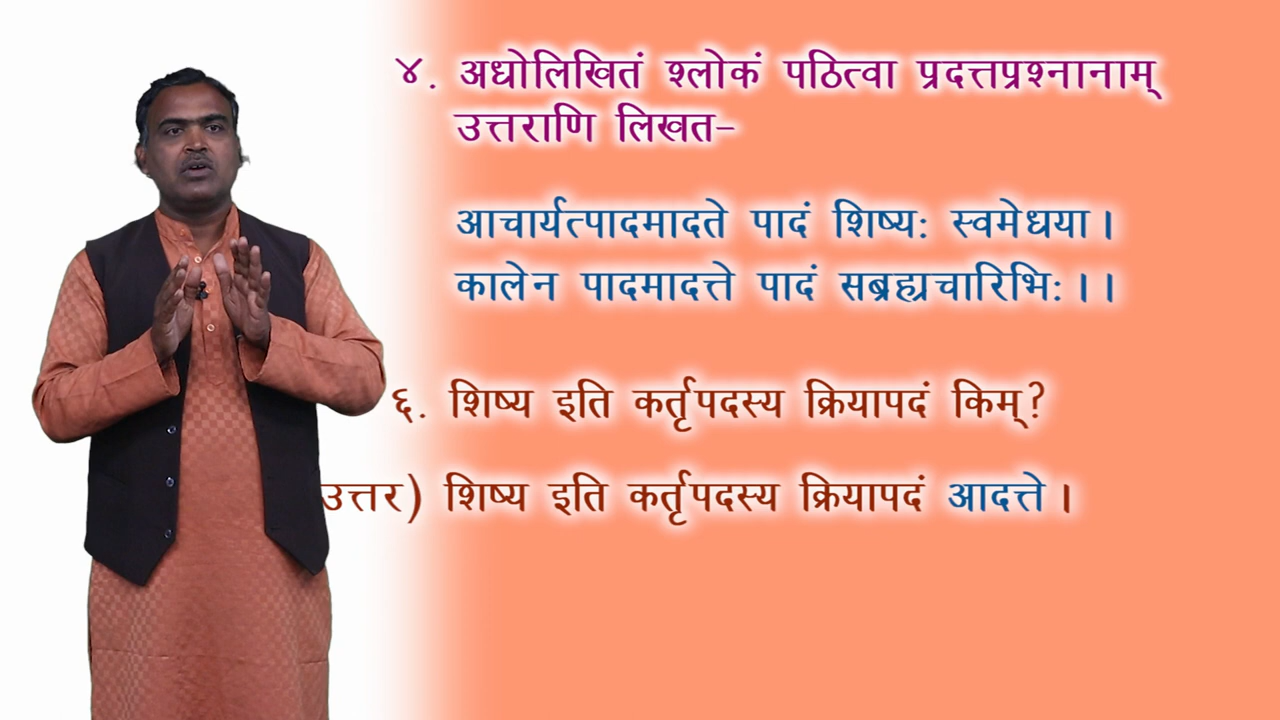 ४. अधोलिखितं श्लोकं पठित्वा प्रदत्तप्रश्नानाम्
उत्तराणि लिखत-
आचार्यत्पादमादते पादं शिष्य: स्वमेधया।
कालेन पादमादत्ते पादं सब्रह्मचारिभि:।।
६. शिष्य इति कर्तृपदस्य क्रियापदं किम्?
उत्तर) शिष्य इति कर्तृपदस्य क्रियापदं आदत्ते।